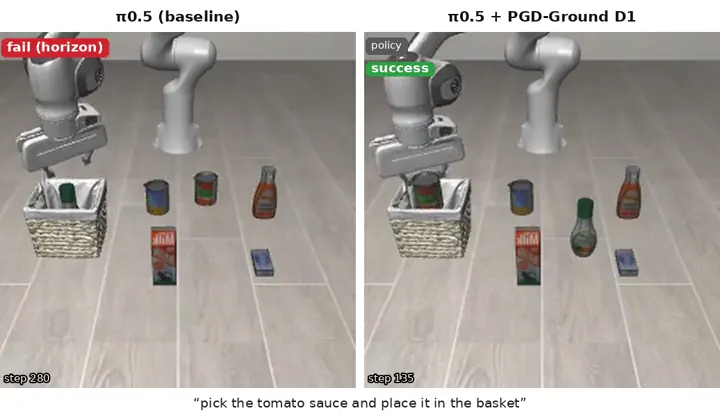 π0.5 (baseline)
π0.5 + PGD-Ground D1
fail (horizon)
policy
success
step 280
step 135
“pick the tomato sauce and place it in the basket”